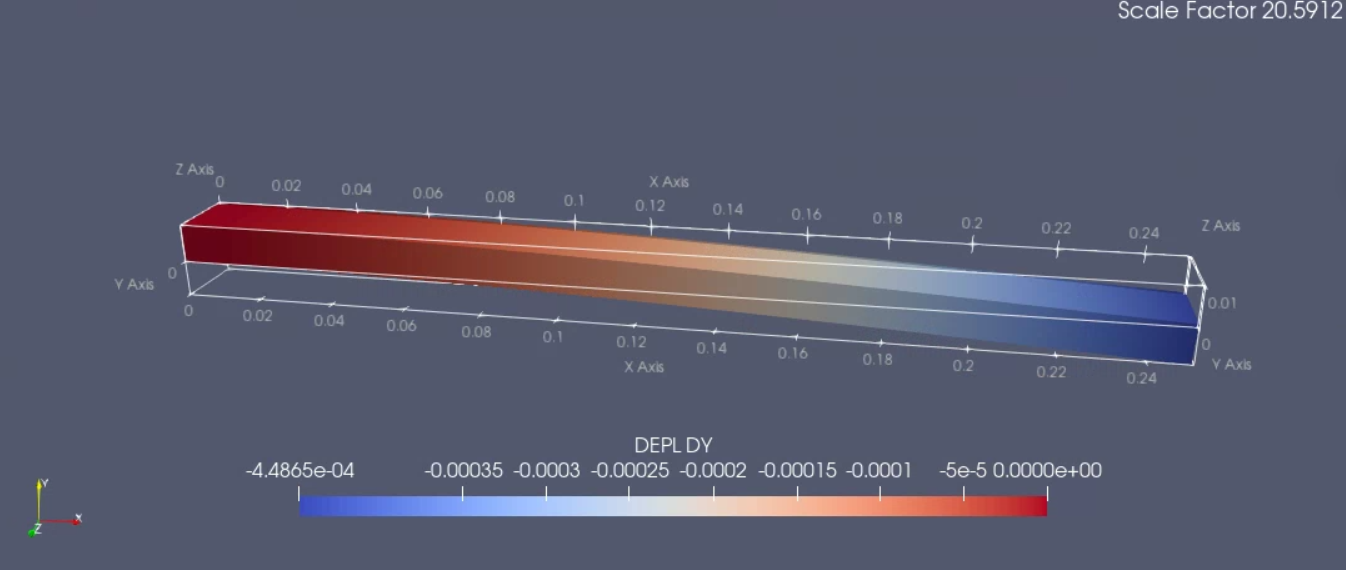 Scale Factor 20.5912
Z Axis
0 0.02 0.04 0.06 0.08 0.1 0.12 0.14 0.16 0.18 0.2 0.22 0.24
X Axis
Z Axis
0
Y Axis
0.01
0
Y Axis
0 0.02 0.04 0.06 0.08 0.1 0.12 0.14 0.16 0.18 0.2 0.22 0.24
X Axis
DEPL DY
-4.4865e-04 -0.00035 -0.0003 -0.00025 -0.0002 -0.00015 -0.0001 -5e-5 0.0000e+00
Y
X
Z